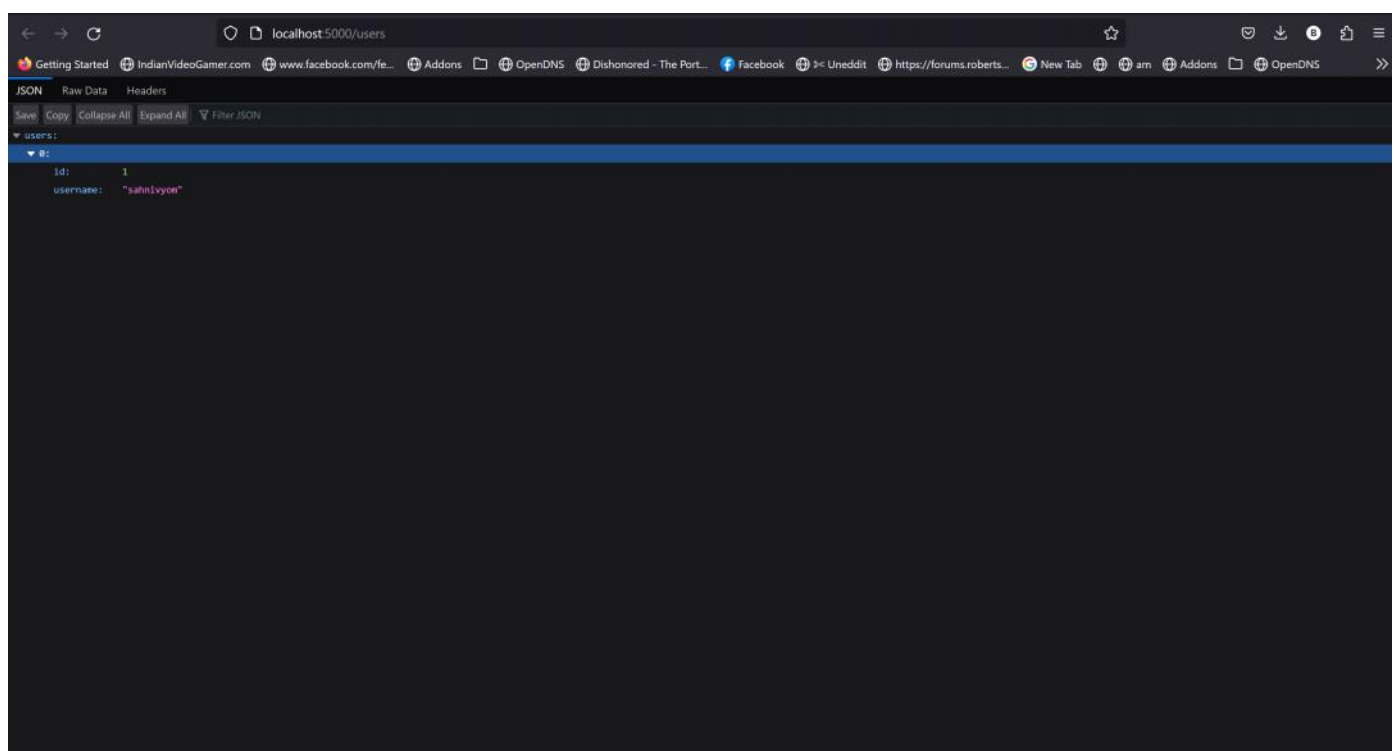 localhost:5000/users
Getting Started IndianVideoGamer.com www.facebook.com/fe... Addons OpenDNS Dishonored - The Port... Facebook >< Uneddit https://forums.roberts... New Tab am Addons OpenDNS
JSON Raw Data Headers
Save Copy Collapse All Expand All Filter JSON
users:
0:
id: 1
username: "sahnivyom"